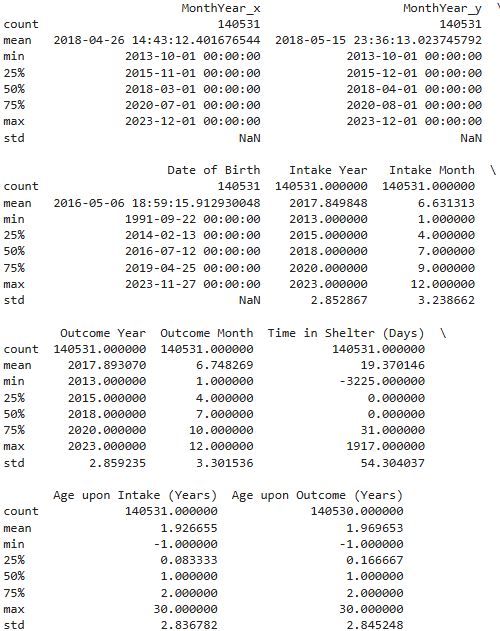 MonthYear_x MonthYear_y \
count 140531 140531
mean 2018-04-26 14:43:12.401676544 2018-05-15 23:36:13.023745792
min 2013-10-01 00:00:00 2013-10-01 00:00:00
25% 2015-11-01 00:00:00 2015-12-01 00:00:00
50% 2018-03-01 00:00:00 2018-04-01 00:00:00
75% 2020-07-01 00:00:00 2020-08-01 00:00:00
max 2023-12-01 00:00:00 2023-12-01 00:00:00
std NaN NaN
Date of Birth Intake Year Intake Month \
count 140531 140531.000000 140531.000000
mean 2016-05-06 18:59:15.912930048 2017.849848 6.631313
min 1991-09-22 00:00:00 2013.000000 1.000000
25% 2014-02-13 00:00:00 2015.000000 4.000000
50% 2016-07-12 00:00:00 2018.000000 7.000000
75% 2019-04-25 00:00:00 2020.000000 9.000000
max 2023-11-27 00:00:00 2023.000000 12.000000
std NaN 2.852867 3.238662
Outcome Year Outcome Month Time in Shelter (Days) \
count 140531.000000 140531.000000 140531.000000
mean 2017.893070 6.748269 19.370146
min 2013.000000 1.000000 -3225.000000
25% 2015.000000 4.000000 0.000000
50% 2018.000000 7.000000 0.000000
75% 2020.000000 10.000000 31.000000
max 2023.000000 12.000000 1917.000000
std 2.859235 3.301536 54.304037
Age upon Intake (Years) Age upon Outcome (Years)
count 140531.000000 140530.000000
mean 1.926655 1.969653
min -1.000000 -1.000000
25% 0.083333 0.166667
50% 1.000000 1.000000
75% 2.000000 2.000000
max 30.000000 30.000000
std 2.836782 2.845248